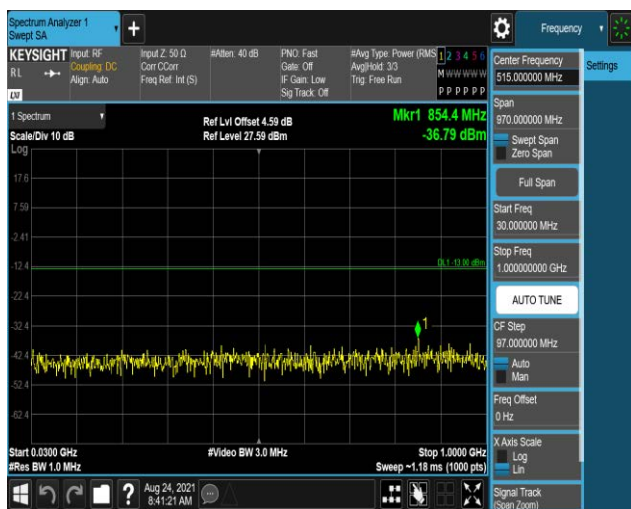 Spectrum Analyzer 1
Swept SA
Frequency
KEYSIGHT
RL
LXI
Input: RF
Coupling: DC
Align: Auto
Input Z: 50 Ω
Corr CCorr
Freq Ref: Int (S)
#Atten: 40 dB
PNO: Fast
Gate: Off
IF Gain: Low
Sig Track: Off
#Avg Type: Power (RMS
Avg|Hold: 3/3
Trig: Free Run
1 2 3 4 5 6
M W W W W W
P P P P P P
1 Spectrum
Scale/Div 10 dB
Log
Ref Lvl Offset 4.59 dB
Ref Level 27.59 dBm
Mkr1 854.4 MHz
-36.79 dBm
17.6
7.59
-2.41
-12.4
DL1 -13.00 dBm
-22.4
-32.4
1
-42.4
-52.4
-62.4
Start 0.0300 GHz
#Res BW 1.0 MHz
#Video BW 3.0 MHz
Stop 1.0000 GHz
Sweep ~1.18 ms (1000 pts)
Aug 24, 2021
8:41:21 AM
Center Frequency
515.000000 MHz
Settings
Span
970.000000 MHz
Swept Span
Zero Span
Full Span
Start Freq
30.000000 MHz
Stop Freq
1.000000000 GHz
AUTO TUNE
CF Step
97.000000 MHz
Auto
Man
Freq Offset
0 Hz
X Axis Scale
Log
Lin
Signal Track
(Span Zoom)